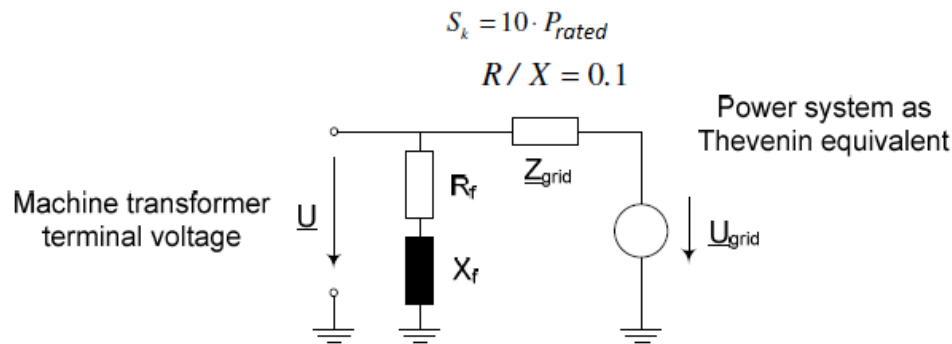 S_k = 10 · P_rated
R / X = 0.1
Power system as
Thevenin equivalent
Machine transformer
terminal voltage
U
R_f
X_f
Z_grid
U_grid